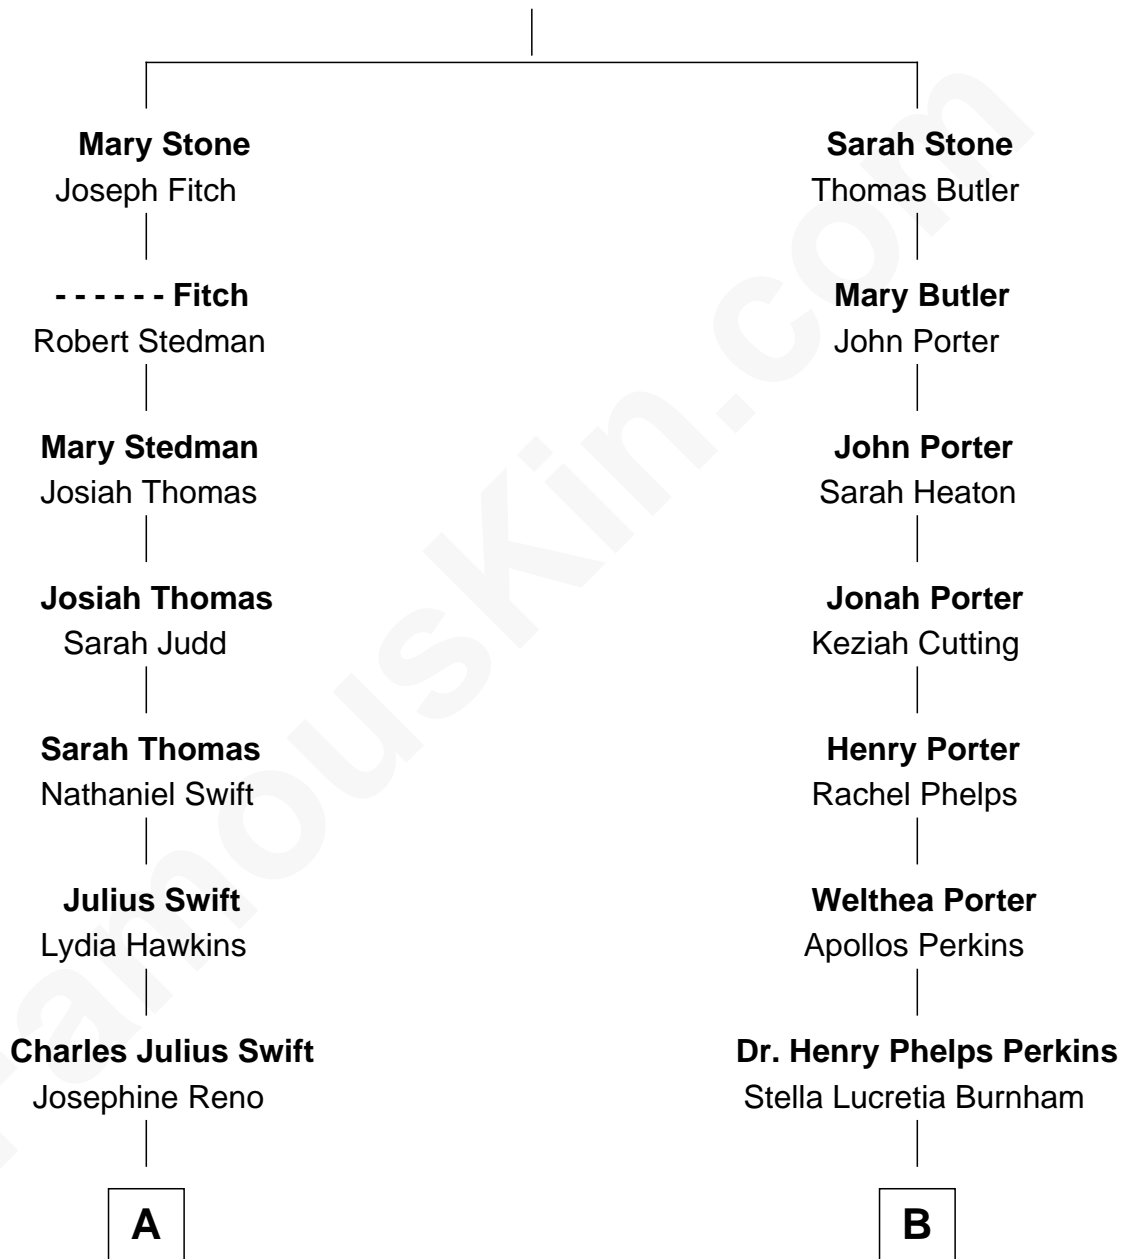 Mary Stone
Joseph Fitch
- - - - - - Fitch
Robert Stedman
Mary Stedman
Josiah Thomas
Josiah Thomas
Sarah Judd
Sarah Thomas
Nathaniel Swift
Julius Swift
Lydia Hawkins
Charles Julius Swift
Josephine Reno
A
Sarah Stone
Thomas Butler
Mary Butler
John Porter
John Porter
Sarah Heaton
Jonah Porter
Keziah Cutting
Henry Porter
Rachel Phelps
Welthea Porter
Apollos Perkins
Dr. Henry Phelps Perkins
Stella Lucretia Burnham
B
FamousKin.com